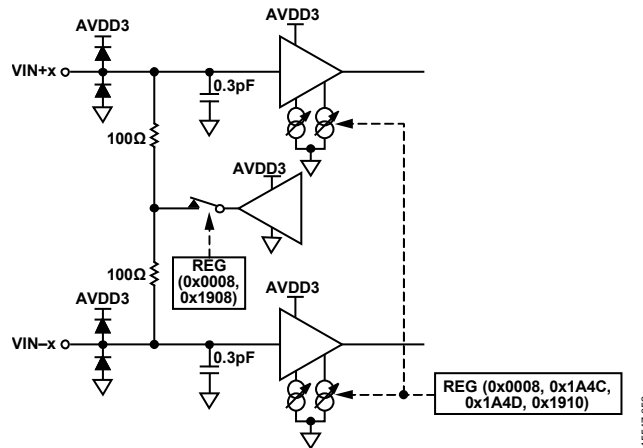 AVDD3
AVDD3
VIN+x
0.3pF
100Ω
AVDD3
100Ω
REG
(0x0008,
0x1908)
AVDD3
AVDD3
VIN–x
0.3pF
REG (0x0008, 0x1A4C,
0x1A4D, 0x1910)